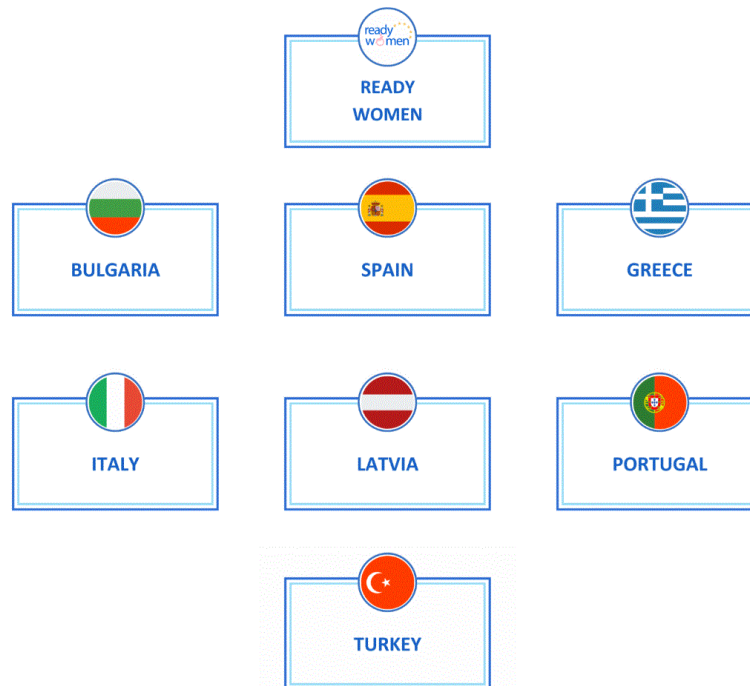 ready
women
READY
WOMEN
BULGARIA
SPAIN
GREECE
ITALY
LATVIA
PORTUGAL
TURKEY